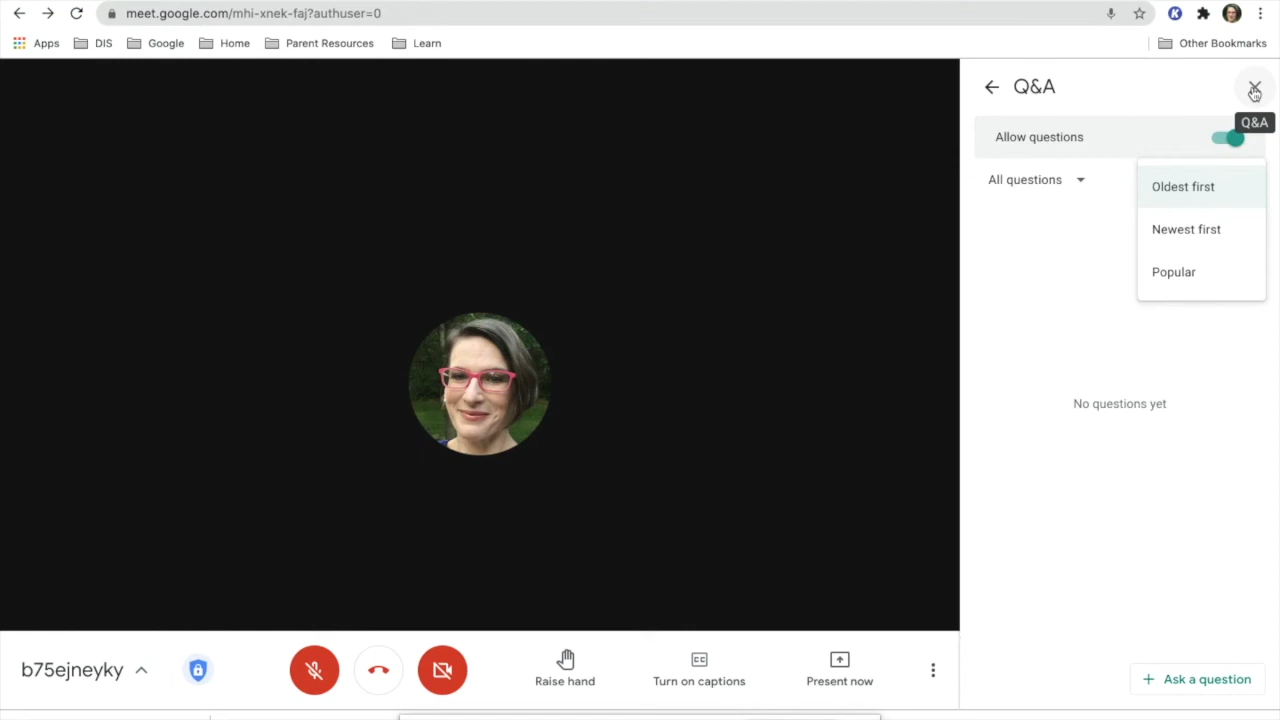 meet.google.com/mhi-xnek-faj?authuser=0
Apps DIS Google Home Parent Resources Learn Other Bookmarks
Q&A
Q&A
Allow questions
All questions
Oldest first
Newest first
Popular
No questions yet
b75ejneyky
Raise hand
Turn on captions
Present now
+ Ask a question